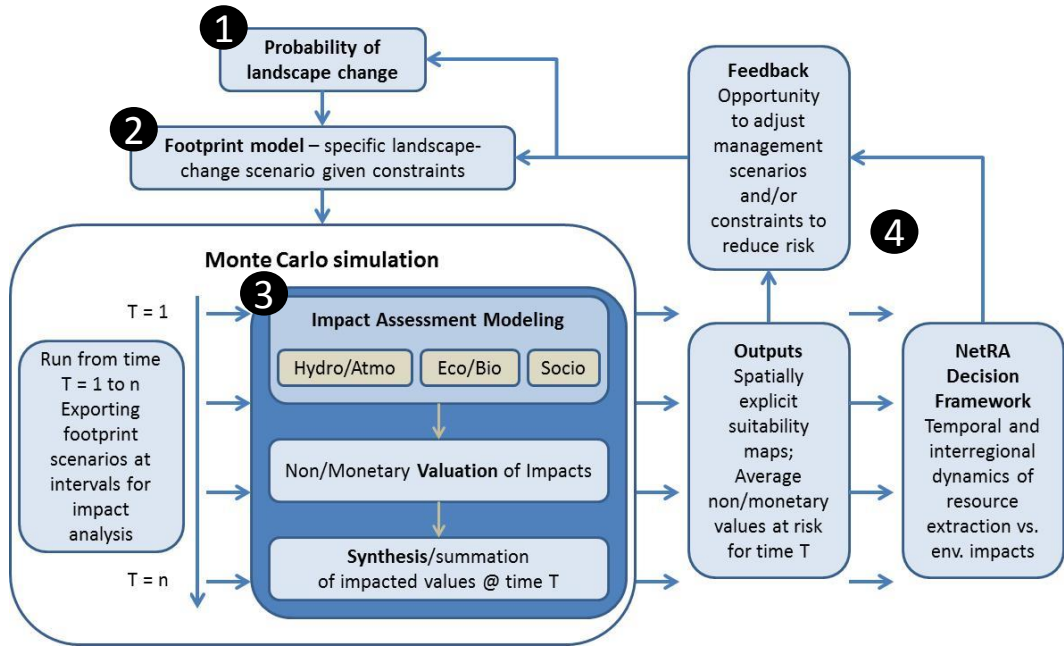 1
Probability of
landscape change
2
Footprint model – specific landscape-
change scenario given constraints
Feedback
Opportunity
to adjust
management
scenarios
and/or
constraints to
reduce risk
4
Monte Carlo simulation
T = 1
Run from time
T = 1 to n
Exporting
footprint
scenarios at
intervals for
impact
analysis
T = n
3
Impact Assessment Modeling
Hydro/Atmo
Eco/Bio
Socio
Non/Monetary Valuation of Impacts
Synthesis/summation
of impacted values @ time T
Outputs
Spatially
explicit
suitability
maps;
Average
non/monetary
values at risk
for time T
NetRA
Decision
Framework
Temporal and
interregional
dynamics of
resource
extraction vs.
env. impacts